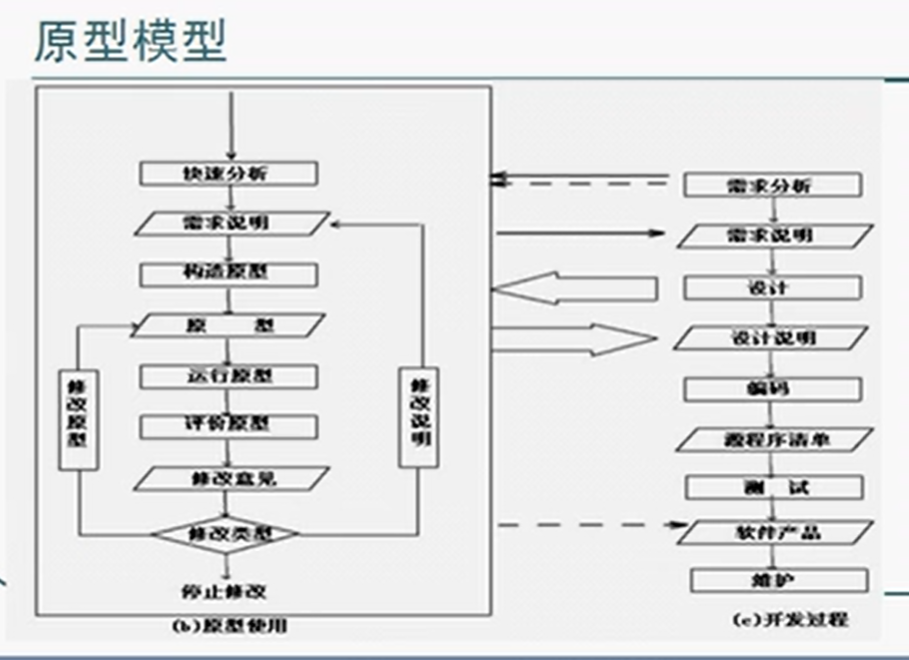 原型模型
快速分析
需求说明
构造原型
原 型
运行原型
评价原型
修改意见
修改类型
停止修改
修改原型
修改说明
(b)原型使用
需求分析
需求说明
设计
设计说明
编码
源程序清单
测 试
软件产品
维护
(c)开发过程